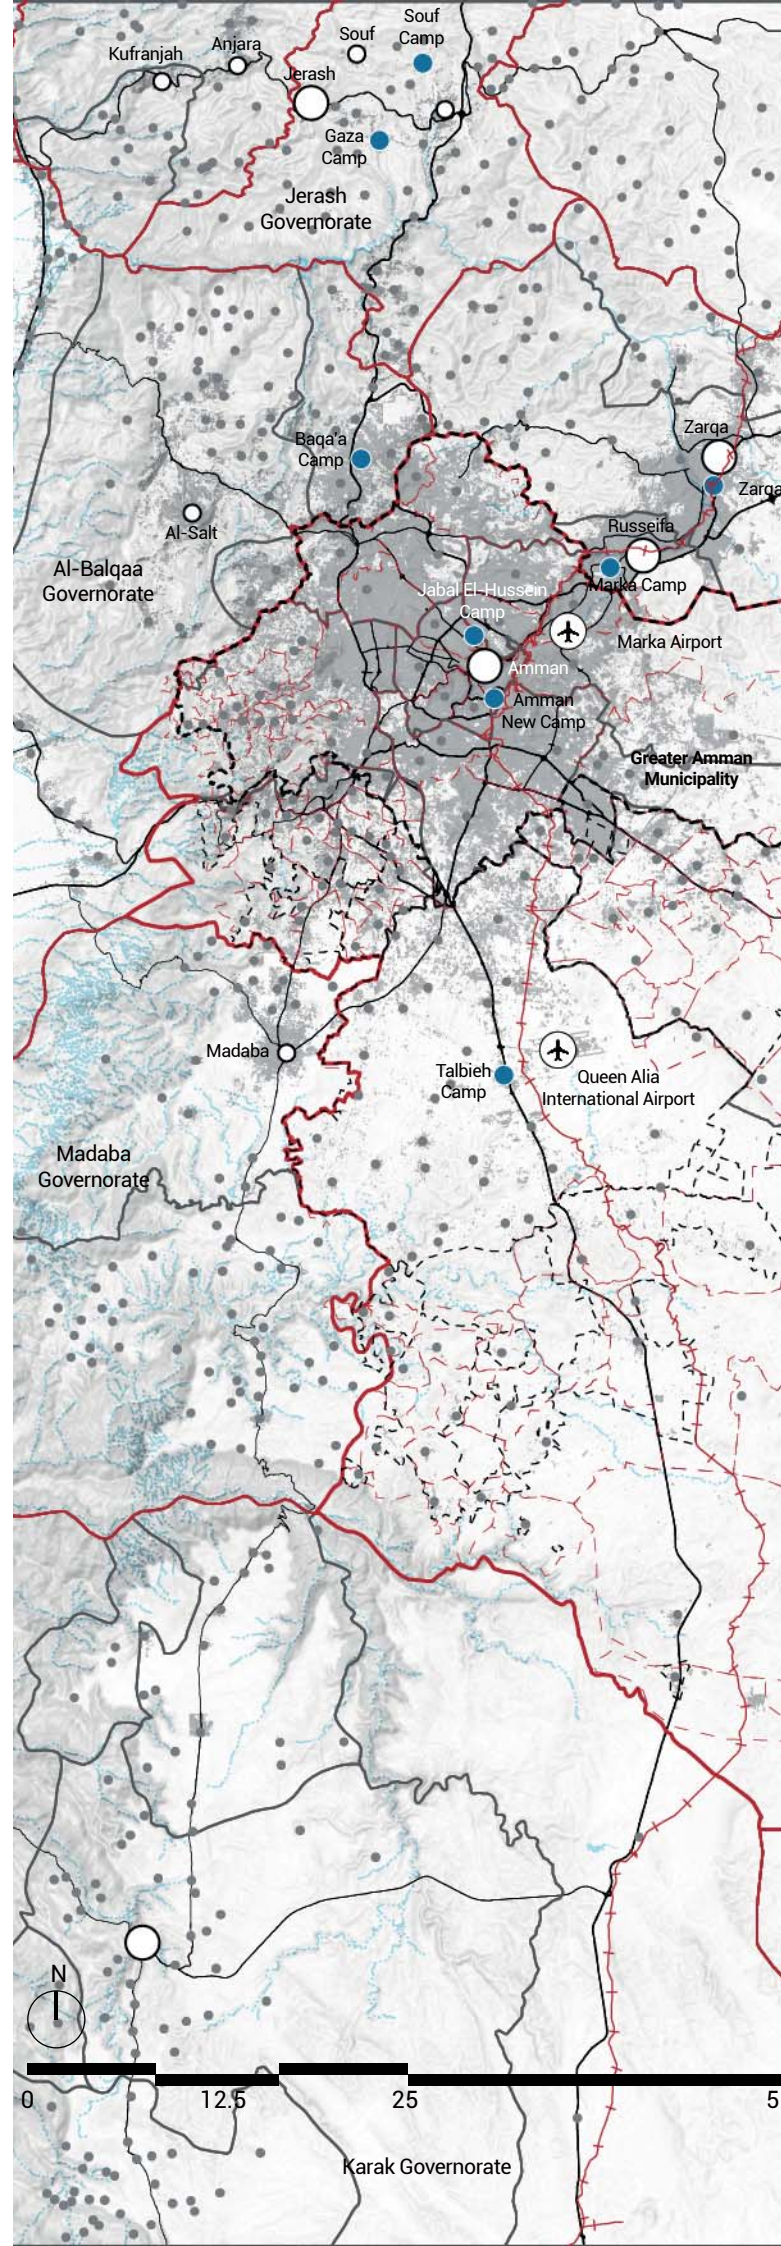 Souf
Camp
Souf
Anjara
Kufranjah
Jerash
Gaza
Camp
Jerash
Governorate
Zarqa
Baqa'a
Camp
Zarqa
Al-Salt
Russeifa
Al-Balqaa
Governorate
Marka Camp
Jabal El-Hussein
Camp
Marka Airport
Amman
Amman
New Camp
Greater Amman
Municipality
Madaba
Talbieh
Camp
Queen Alia
International Airport
Madaba
Governorate
N
0 12.5 25 5
Karak Governorate